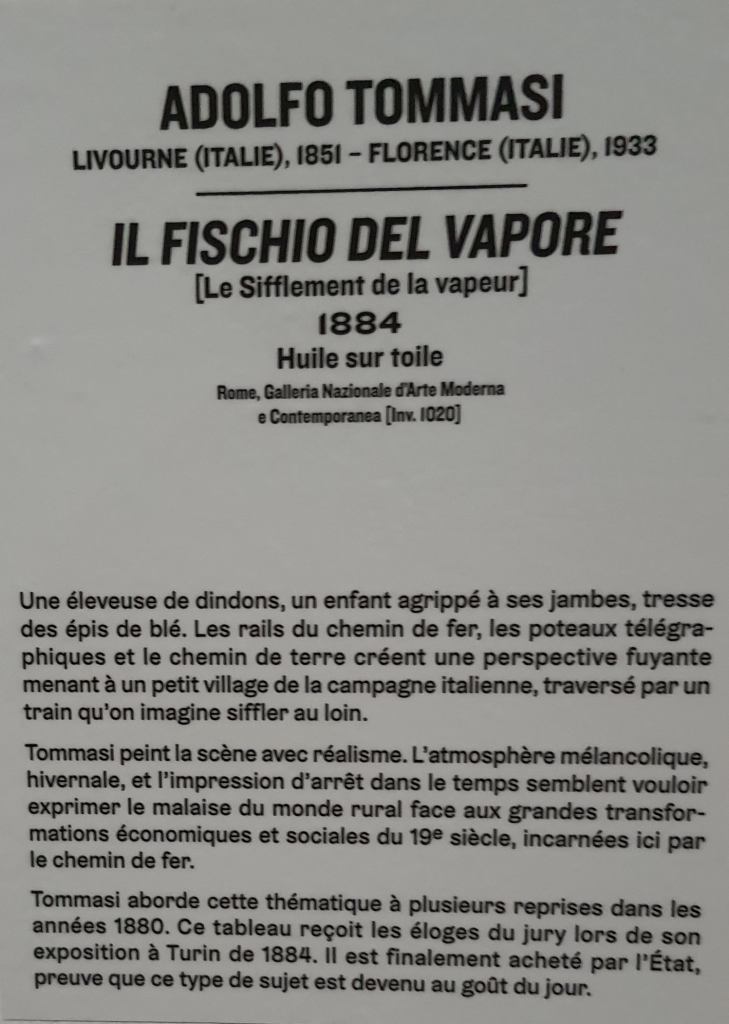 ADOLFO TOMMASI
LIVOURNE (ITALIE), 1851 – FLORENCE (ITALIE), 1933
IL FISCHIO DEL VAPORE
[Le Sifflement de la vapeur]
1884
Huile sur toile
Rome, Galleria Nazionale d'Arte Moderna
e Contemporanea [Inv. 1020]
Une éleveuse de dindons, un enfant agrippé à ses jambes, tresse
des épis de blé. Les rails du chemin de fer, les poteaux télégra-
phiques et le chemin de terre créent une perspective fuyante
menant à un petit village de la campagne italienne, traversé par un
train qu'on imagine siffler au loin.
Tommasi peint la scène avec réalisme. L'atmosphère mélancolique,
hivernale, et l'impression d'arrêt dans le temps semblent vouloir
exprimer le malaise du monde rural face aux grandes transfor-
mations économiques et sociales du 19e siècle, incarnées ici par
le chemin de fer.
Tommasi aborde cette thématique à plusieurs reprises dans les
années 1880. Ce tableau reçoit les éloges du jury lors de son
exposition à Turin de 1884. Il est finalement acheté par l'État,
preuve que ce type de sujet est devenu au goût du jour.